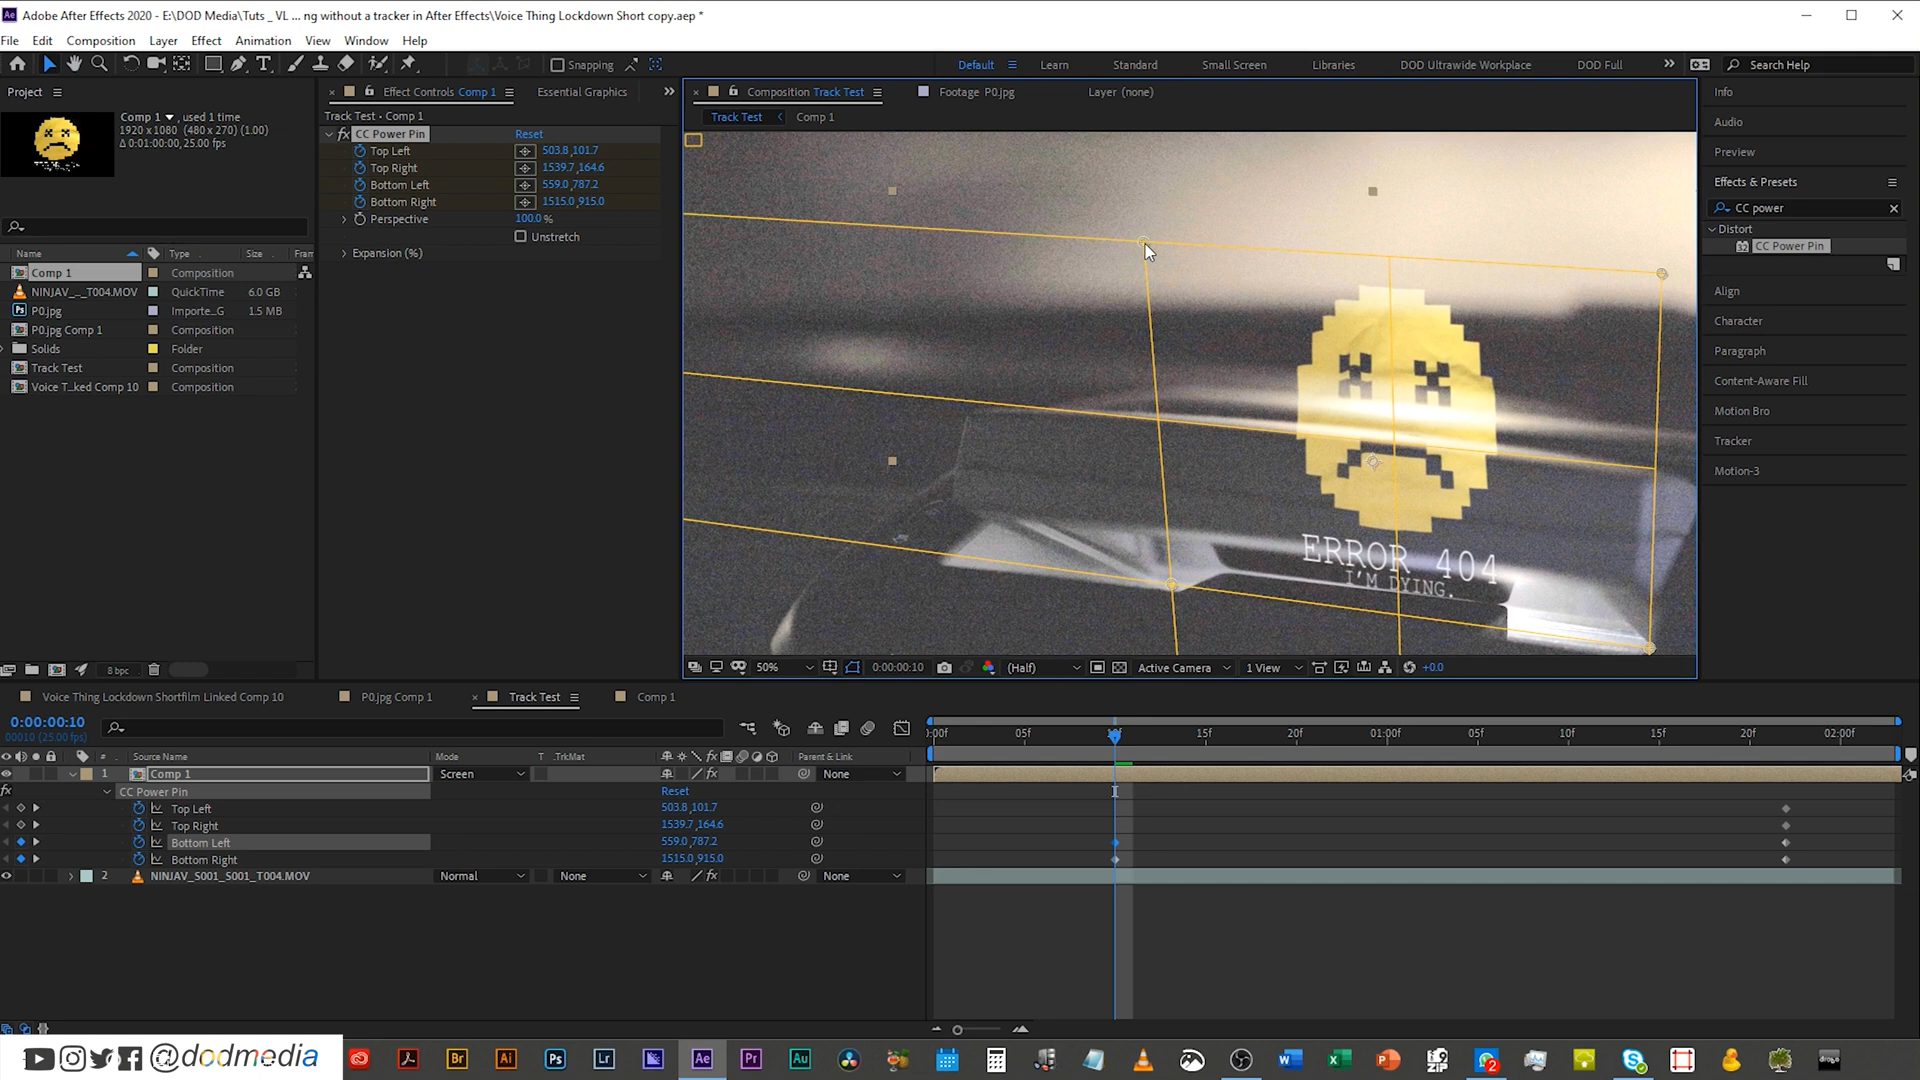 Adobe After Effects 2020 - E:\DOD Media\Tuts _ VL ... ng without a tracker in After Effects\Voice Thing Lockdown Short copy.aep *
File Edit Composition Layer Effect Animation View Window Help
Snapping
Default Learn Standard Small Screen Libraries DOD Ultrawide Workplace DOD Full Search Help
Project
Comp 1 , used 1 time
1920 x 1080 (480 x 270) (1.00)
Δ 0:01:00:00, 25.00 fps
Name Type Size Fram
Comp 1 Composition
NINJAV_..._T004.MOV QuickTime 6.0 GB
P0.jpg Importe...G 1.5 MB
P0.jpg Comp 1 Composition
Solids Folder
Track Test Composition
Voice T...ked Comp 10 Composition
8 bpc
Effect Controls Comp 1 Essential Graphics
Track Test • Comp 1
fx CC Power Pin Reset
Top Left 503.8,101.7
Top Right 1539.7,164.6
Bottom Left 559.0,787.2
Bottom Right 1515.0,915.0
Perspective 100.0 %
Unstretch
Expansion (%)
Composition Track Test Footage P0.jpg Layer (none)
Track Test Comp 1
ERROR 404
I'M DYING.
50% 0:00:00:10 (Half) Active Camera 1 View +0.0
Info
Audio
Preview
Effects & Presets
CC power
Distort
CC Power Pin
Align
Character
Paragraph
Content-Aware Fill
Motion Bro
Tracker
Motion-3
Voice Thing Lockdown Shortfilm Linked Comp 10 P0.jpg Comp 1 Track Test Comp 1
0:00:00:10
00010 (25.00 fps)
:00f 05f 10f 15f 20f 01:00f 05f 10f 15f 20f 02:00f
# Source Name Mode T .TrkMat Parent & Link
1 Comp 1 Screen None
fx CC Power Pin Reset
Top Left 503.8,101.7
Top Right 1539.7,164.6
Bottom Left 559.0,787.2
Bottom Right 1515.0,915.0
2 NINJAV_S001_S001_T004.MOV Normal None None
@dodmedia
Br Ai Ps Lr Ae Pr Au 7ZIP 2